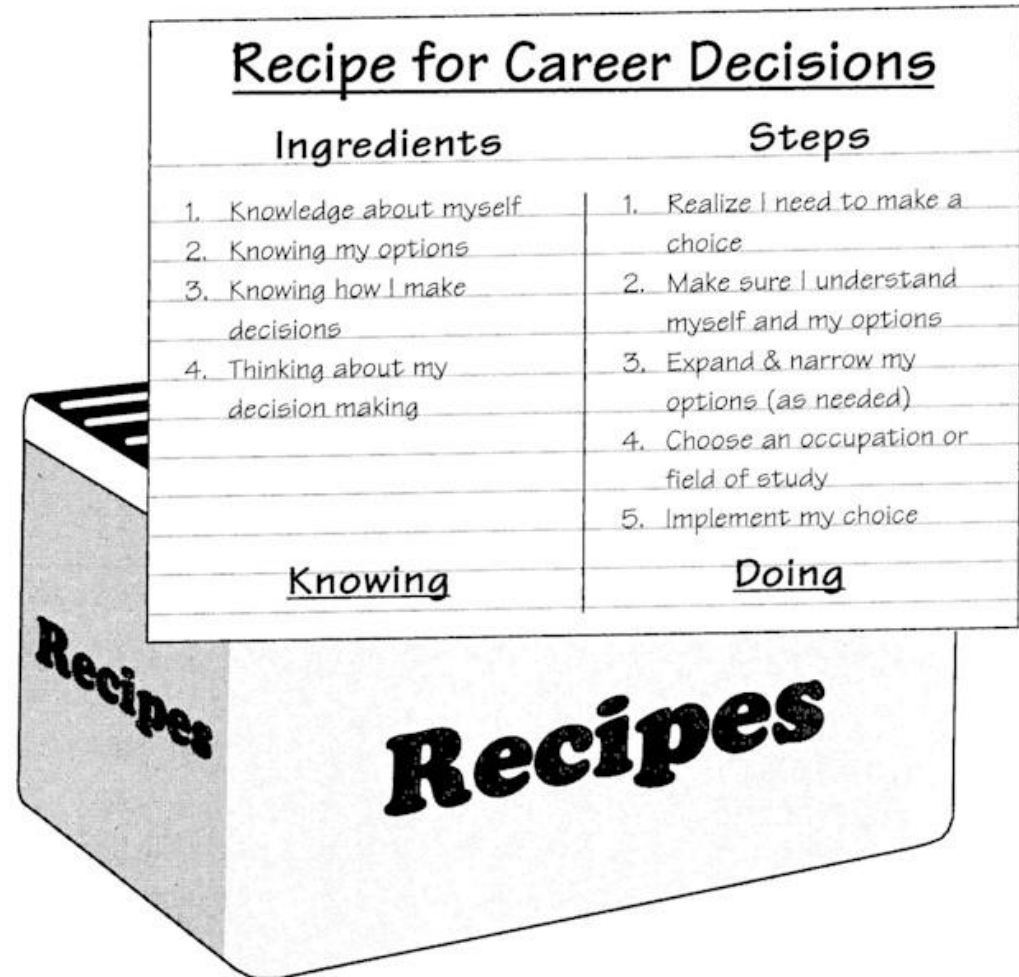 Recipe for Career Decisions
Ingredients
1. Knowledge about myself
2. Knowing my options
3. Knowing how I make
decisions
4. Thinking about my
decision making
Knowing
Steps
1. Realize I need to make a
choice
2. Make sure I understand
myself and my options
3. Expand & narrow my
options (as needed)
4. Choose an occupation or
field of study
5. Implement my choice
Doing
Recipes
Recipes